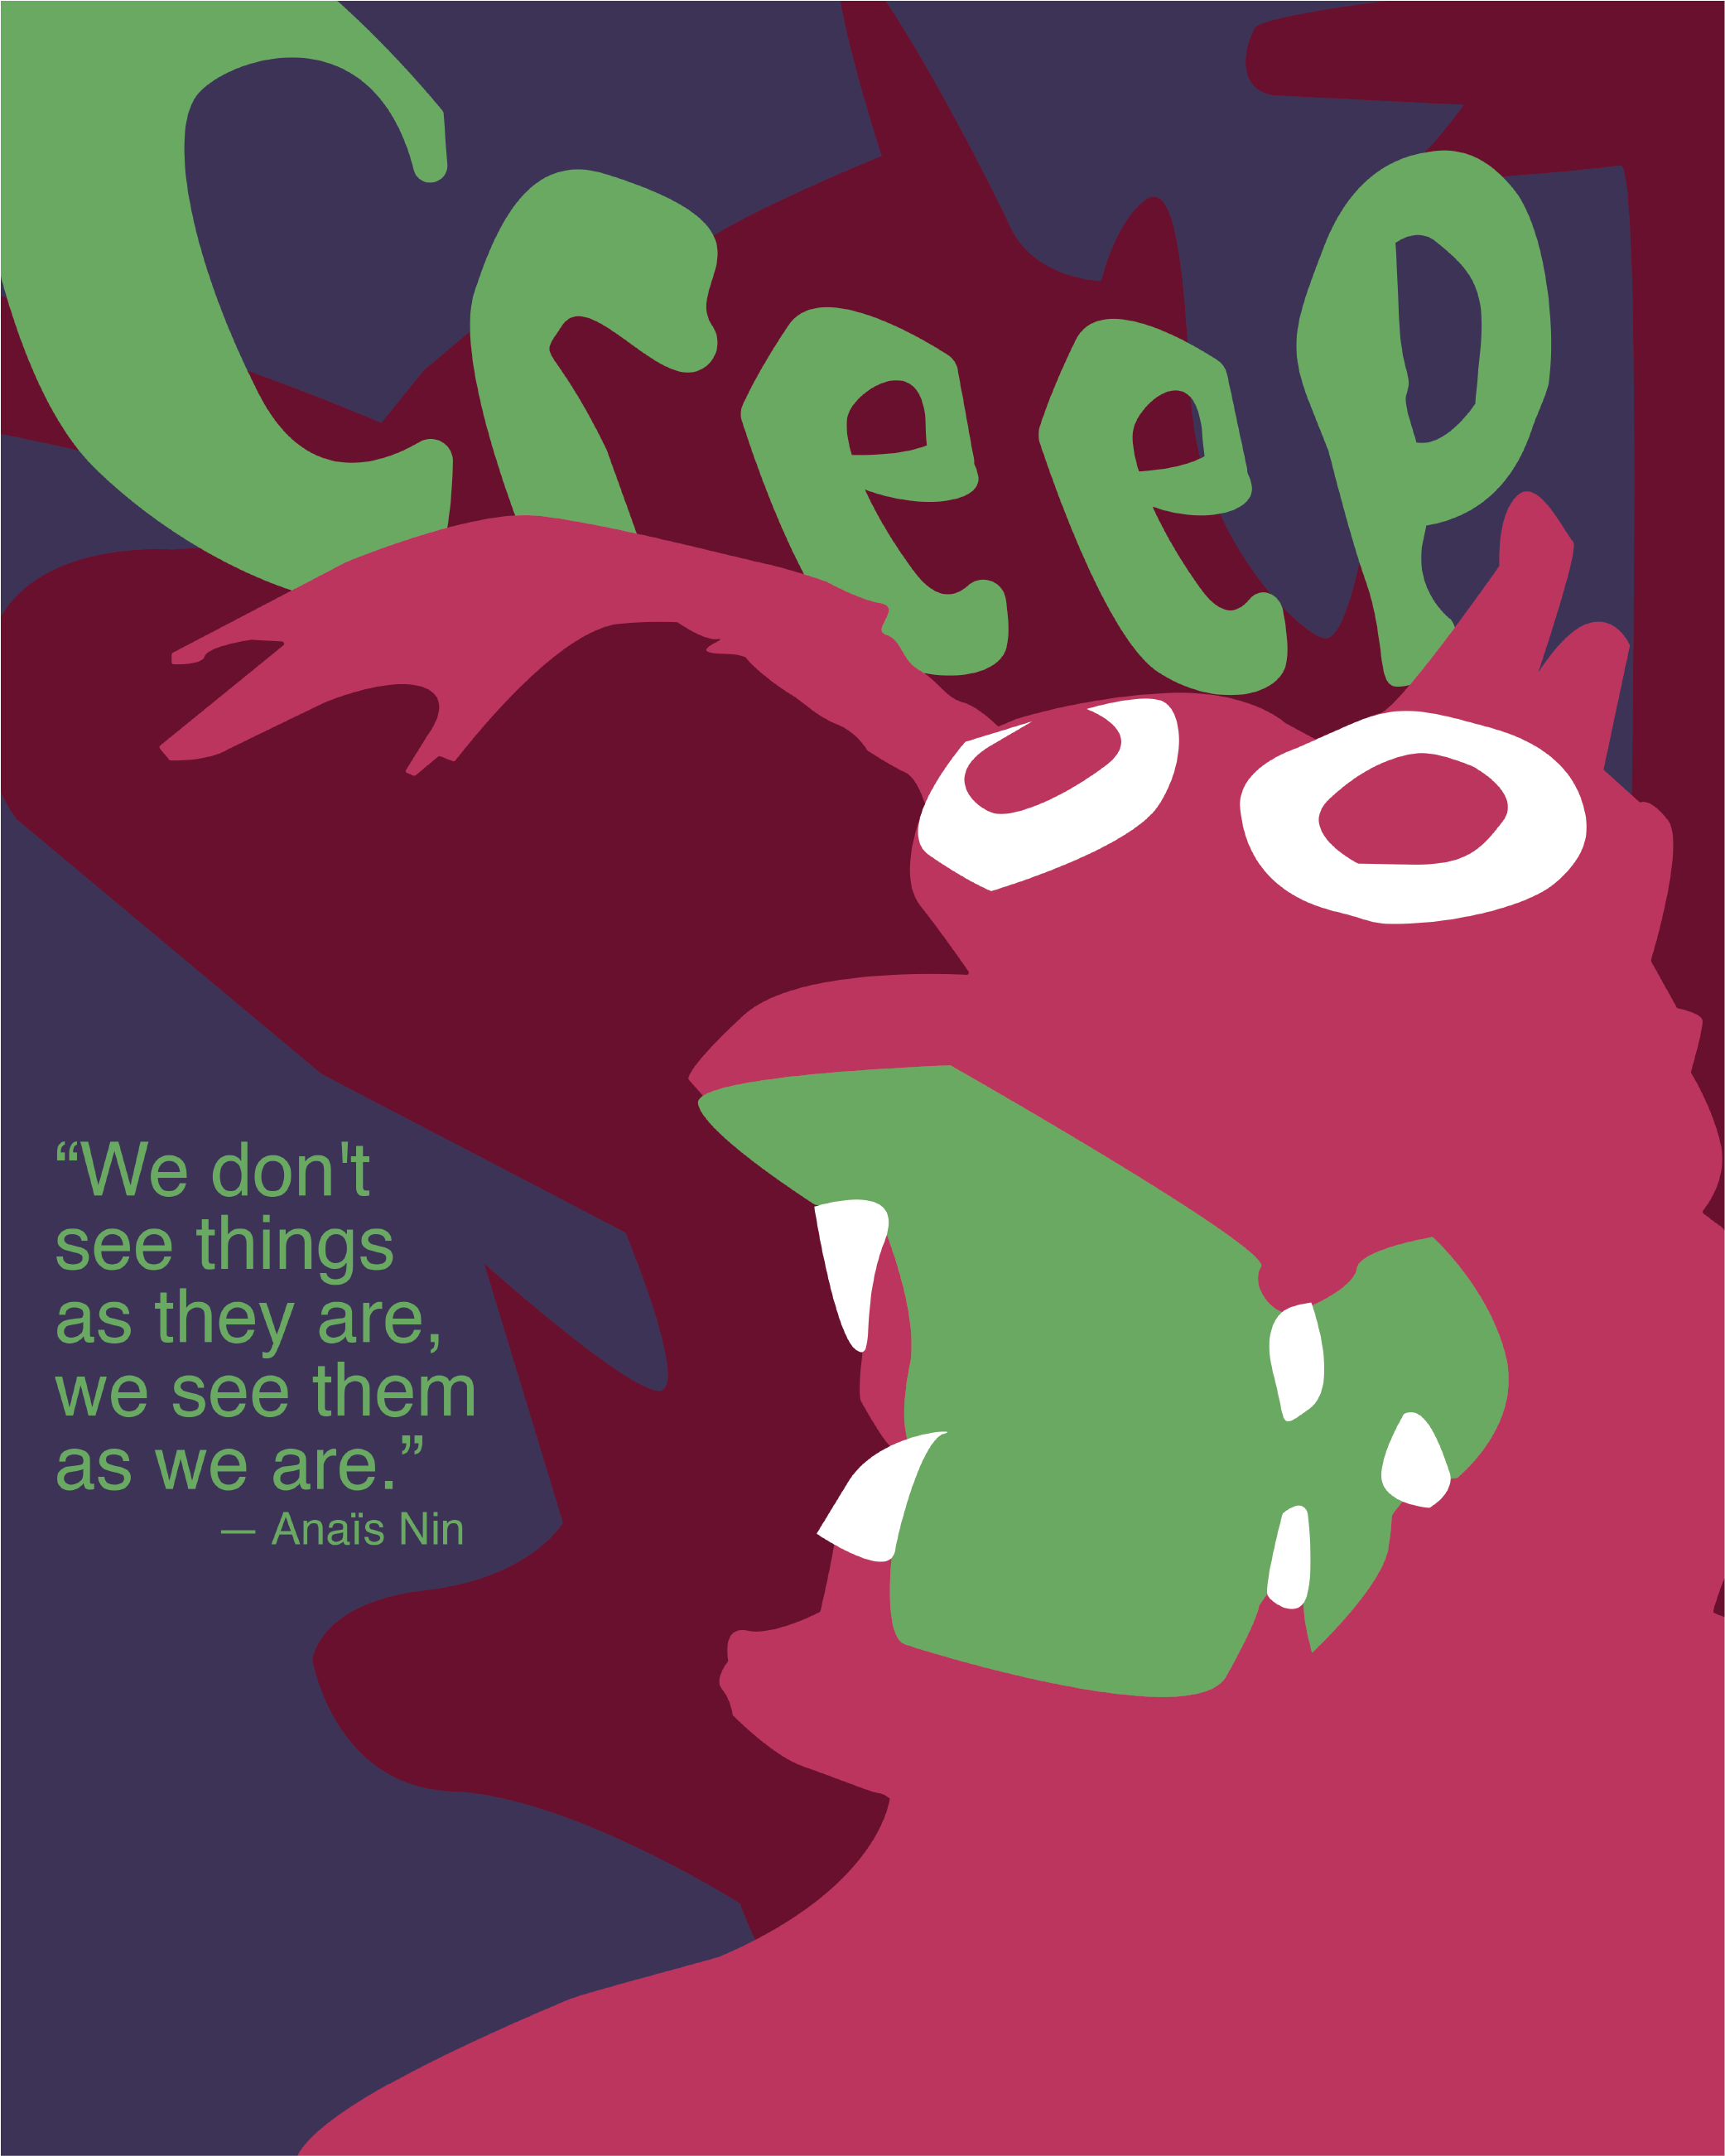 Creep
“We don't
see things
as they are,
we see them
as we are.”
— Anaïs Nin